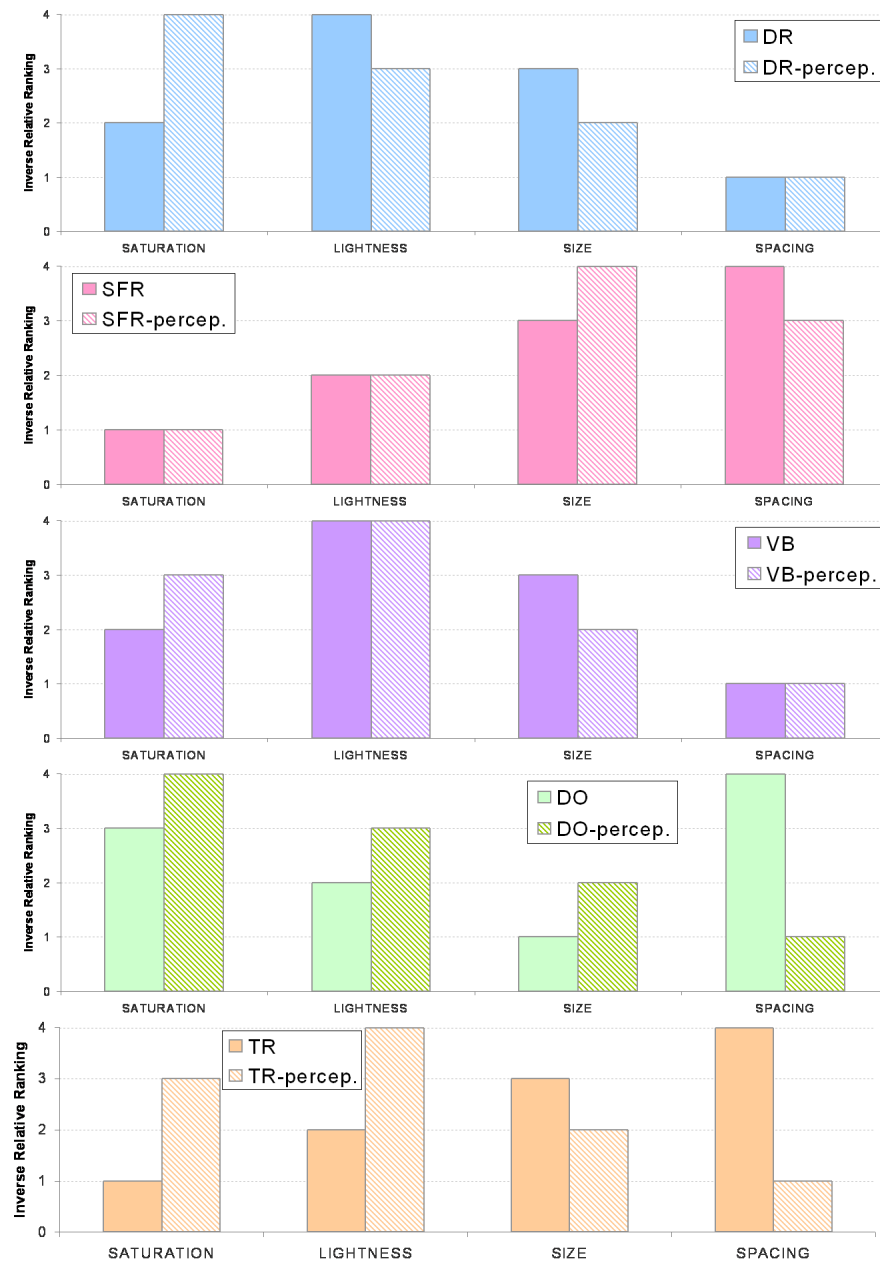 4
3
2
1
0
Inverse Relative Ranking
DR
DR-percep.
SATURATION LIGHTNESS SIZE SPACING
4
3
2
1
0
Inverse Relative Ranking
SFR
SFR-percep.
SATURATION LIGHTNESS SIZE SPACING
4
3
2
1
0
Inverse Relative Ranking
VB
VB-percep.
SATURATION LIGHTNESS SIZE SPACING
4
3
2
1
0
Inverse Relative Ranking
DO
DO-percep.
SATURATION LIGHTNESS SIZE SPACING
4
3
2
1
0
Inverse Relative Ranking
TR
TR-percep.
SATURATION LIGHTNESS SIZE SPACING